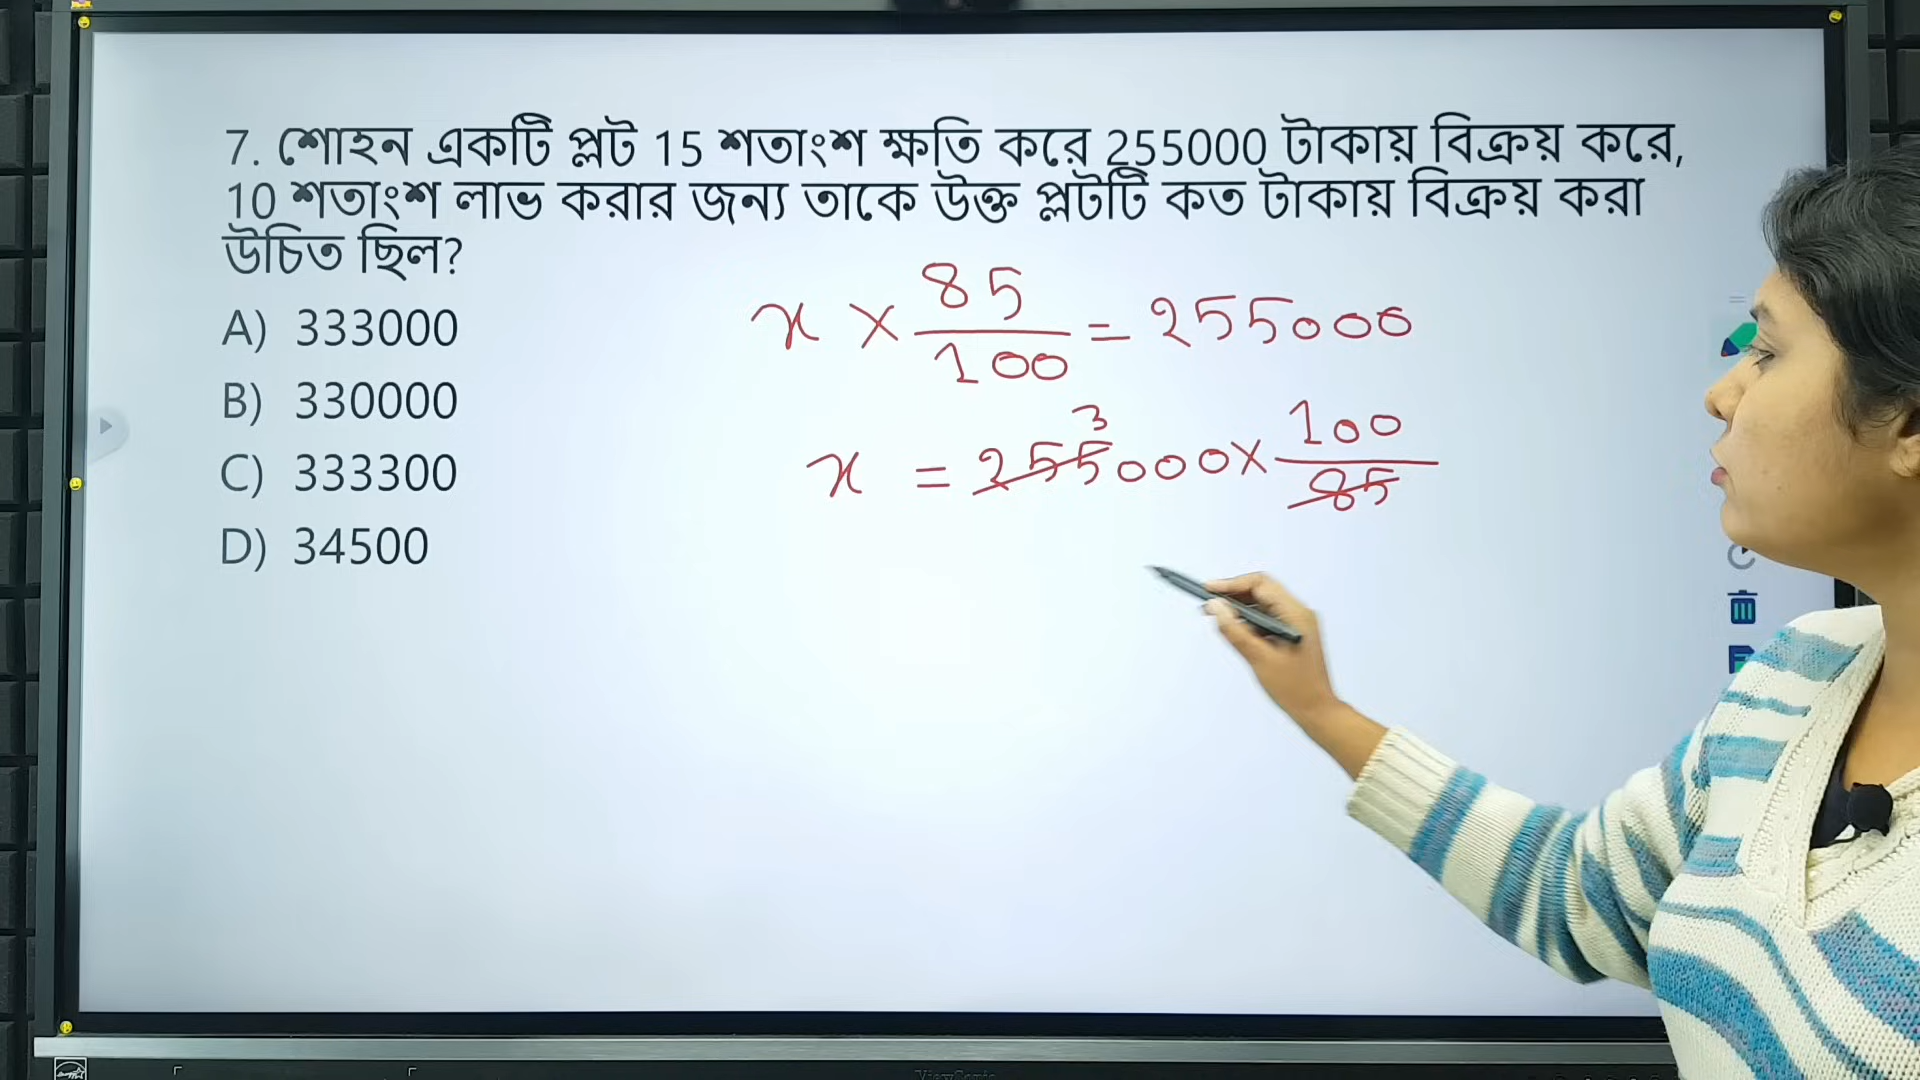 7. শোহন একটি প্লট 15 শতাংশ ক্ষতি করে 255000 টাকায় বিক্রয় করে,
10 শতাংশ লাভ করার জন্য তাকে উক্ত প্লটটি কত টাকায় বিক্রয় করা
উচিত ছিল?
A) 333000
B) 330000
C) 333300
D) 34500
x × 85/100 = 255000
3
x = 255000 × 100/85
ViewSonic